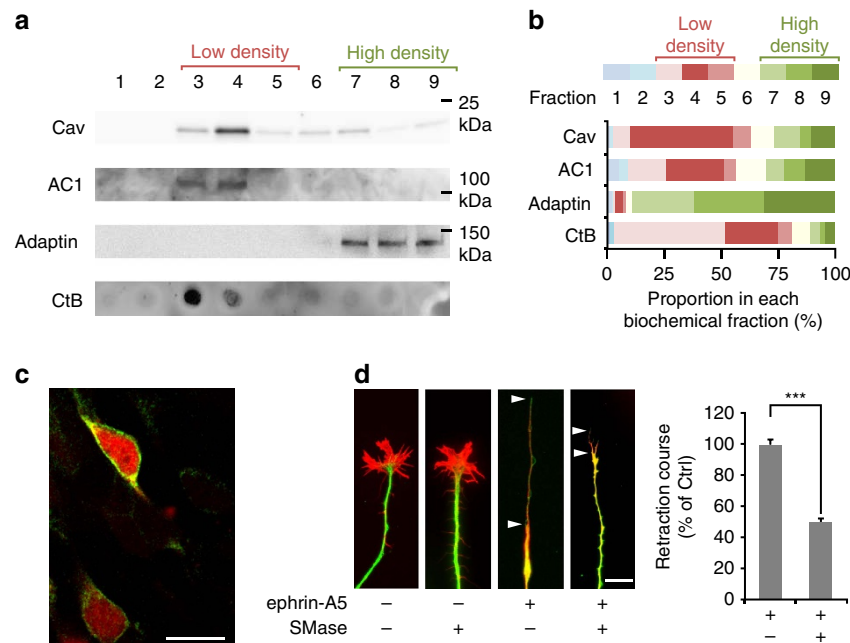 a
Low density
High density
1 2 3 4 5 6 7 8 9
25
kDa
Cav
AC1
100
kDa
Adaptin
150
kDa
CtB
b
Low
density
High
density
Fraction 1 2 3 4 5 6 7 8 9
Cav
AC1
Adaptin
CtB
0 25 50 75 100
Proportion in each
biochemical fraction (%)
c
d
ephrin-A5 – – + +
SMase – + – +
Retraction course
(% of Ctrl)
120
100
80
60
40
20
0
***
+ +
– +